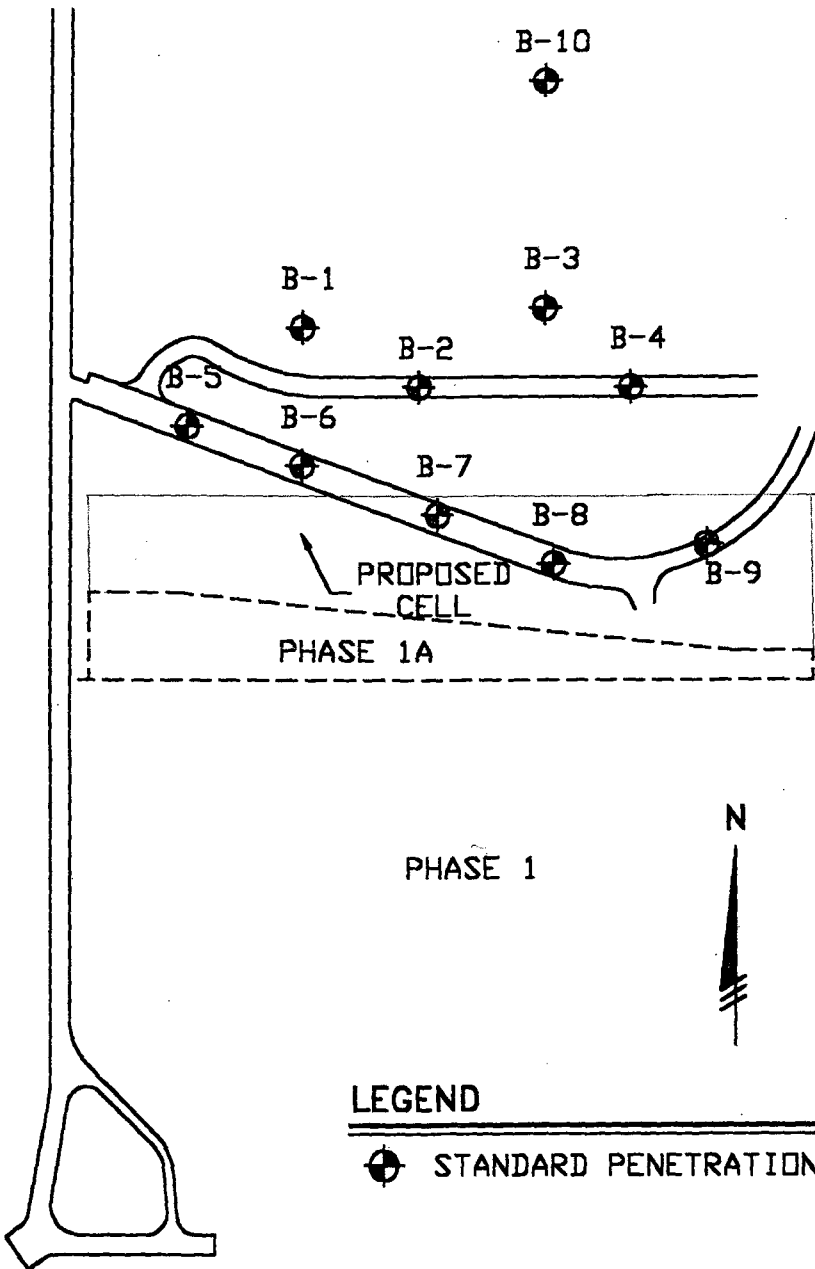 B-10
B-3
B-1
B-2
B-4
B-5
B-6
B-7
B-8
B-9
PROPOSED
CELL
PHASE 1A
PHASE 1
N
LEGEND
STANDARD PENETRATION